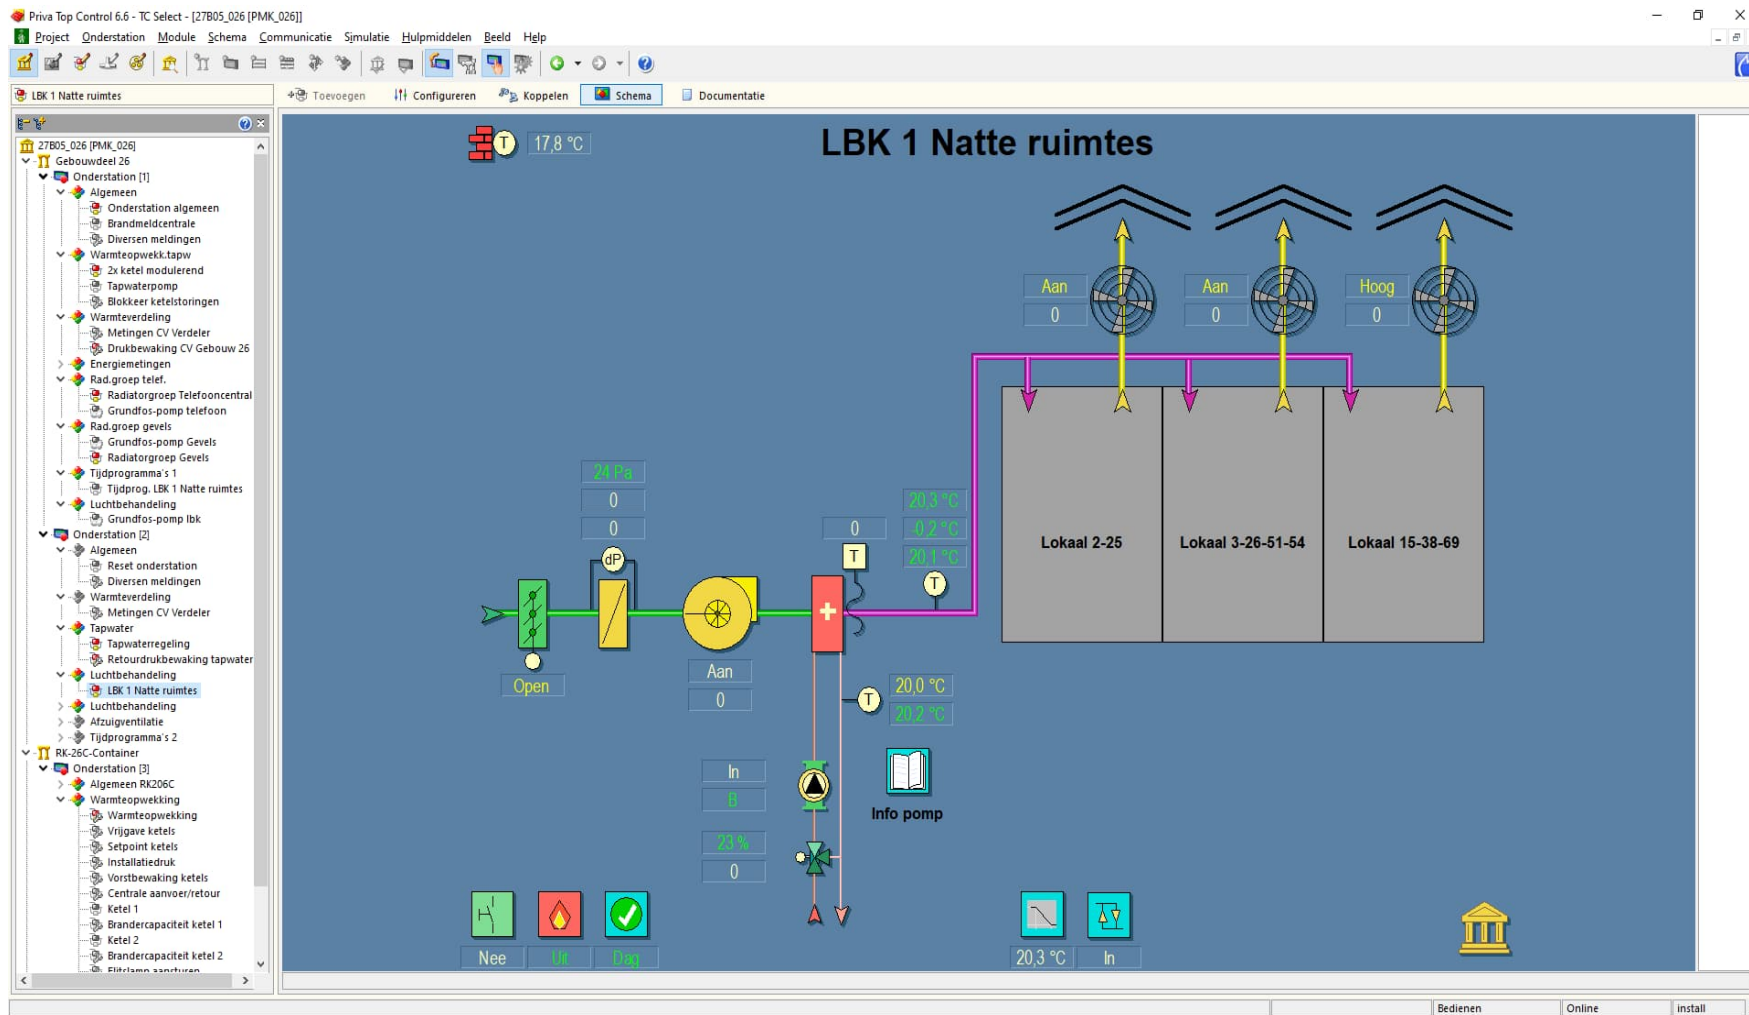 Priva Top Control 6.6 - TC Select - [27B05_026 [PMK_026]]
Project Onderstation Module Schema Communicatie Simulatie Hulpmiddelen Beeld Help
LBK 1 Natte ruimtes
Toevoegen Configureren Koppelen Schema Documentatie
27B05_026 [PMK_026]
Gebouwdeel 26
Onderstation [1]
Algemeen
Onderstation algemeen
Brandmeldcentrale
Diversen meldingen
Warmteopwekk.tapw
2x ketel modulerend
Tapwaterpomp
Blokkeer ketelstoringen
Warmteverdeling
Metingen CV Verdeler
Drukbewaking CV Gebouw 26
Energiemetingen
Rad.groep telef.
Radiatorgroep Telefooncentral
Grundfos-pomp telefoon
Rad.groep gevels
Grundfos-pomp Gevels
Radiatorgroep Gevels
Tijdprogramma's 1
Tijdprog. LBK 1 Natte ruimtes
Luchtbehandeling
Grundfos-pomp lbk
Onderstation [2]
Algemeen
Reset onderstation
Diversen meldingen
Warmteverdeling
Metingen CV Verdeler
Tapwater
Tapwaterregeling
Retourdrukbewaking tapwater
Luchtbehandeling
LBK 1 Natte ruimtes
Luchtbehandeling
Afzuigventilatie
Tijdprogramma's 2
RK-26C-Container
Onderstation [3]
Algemeen RK206C
Warmteopwekking
Warmteopwekking
Vrijgave ketels
Setpoint ketels
Installatiedruk
Vorstbewaking ketels
Centrale aanvoer/retour
Ketel 1
Brandercapaciteit ketel 1
Ketel 2
Brandercapaciteit ketel 2
Flitslamp aansturen
T 17,8 °C
LBK 1 Natte ruimtes
Aan Aan Hoog
0 0 0
24 Pa
0
0
dP
0
T
20,3 °C
-0,2 °C
20,1 °C
T
Lokaal 2-25 Lokaal 3-26-51-54 Lokaal 15-38-69
Open
Aan
0
T
20,0 °C
20,2 °C
In
B
Info pomp
23 %
0
Nee Uit Dag
20,3 °C In
Bedienen Online install